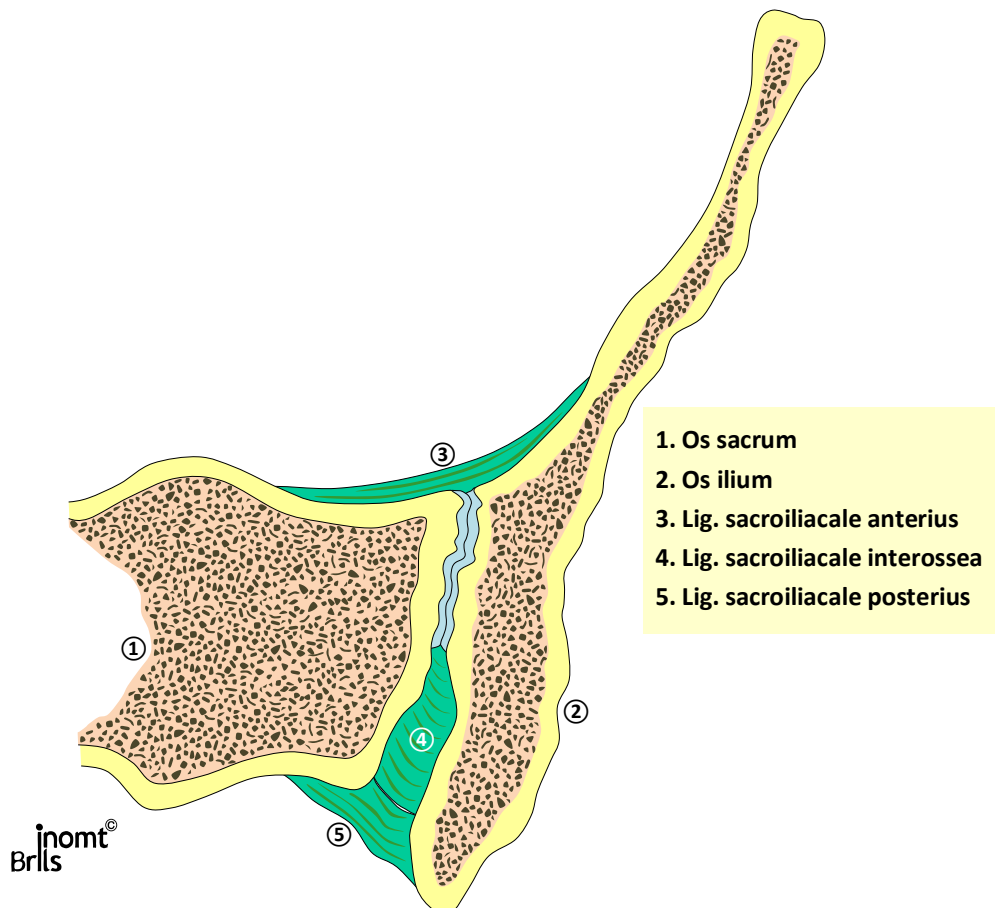 ③
1. Os sacrum
2. Os ilium
3. Lig. sacroiliacale anterius
4. Lig. sacroiliacale interossea
5. Lig. sacroiliacale posterius
①
②
④
⑤
inomt©
Brils